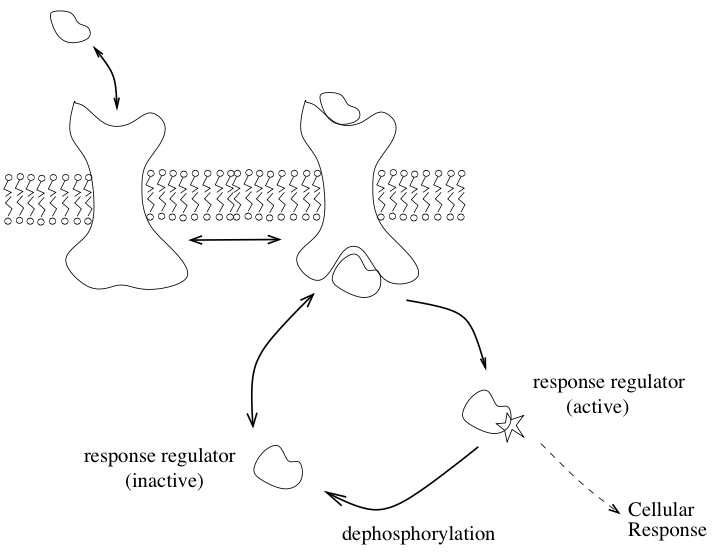 response regulator
(active)
response regulator
(inactive)
Cellular
Response
dephosphorylation